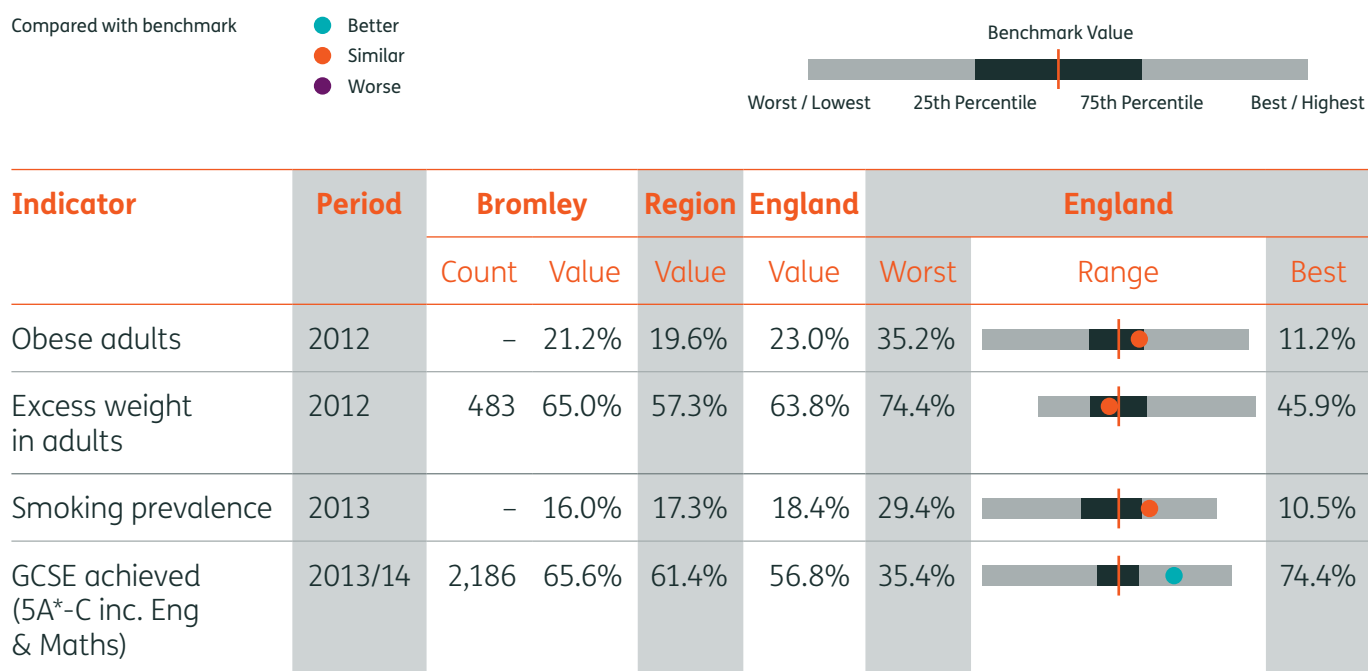 Compared with benchmark
Better
Similar
Worse
Benchmark Value
Worst / Lowest 25th Percentile 75th Percentile Best / Highest
Indicator Period Bromley Region England England
Count Value Value Value Worst Range Best
Obese adults 2012 – 21.2% 19.6% 23.0% 35.2% 11.2%
Excess weight 2012 483 65.0% 57.3% 63.8% 74.4% 45.9%
in adults
Smoking prevalence 2013 – 16.0% 17.3% 18.4% 29.4% 10.5%
GCSE achieved 2013/14 2,186 65.6% 61.4% 56.8% 35.4% 74.4%
(5A*-C inc. Eng
& Maths)